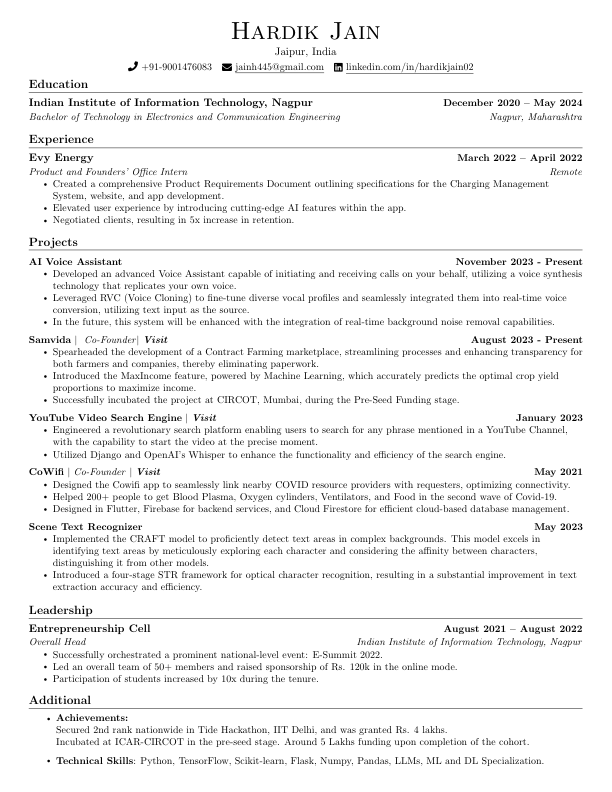 Hardik Jain
Jaipur, India
+91-9001476083 jainh445@gmail.com linkedin.com/in/hardikjain02
Education
Indian Institute of Information Technology, Nagpur December 2020 – May 2024
Bachelor of Technology in Electronics and Communication Engineering Nagpur, Maharashtra
Experience
Evy Energy March 2022 – April 2022
Product and Founders' Office Intern Remote
• Created a comprehensive Product Requirements Document outlining specifications for the Charging Management
System, website, and app development.
• Elevated user experience by introducing cutting-edge AI features within the app.
• Negotiated clients, resulting in 5x increase in retention.
Projects
AI Voice Assistant November 2023 - Present
• Developed an advanced Voice Assistant capable of initiating and receiving calls on your behalf, utilizing a voice synthesis
technology that replicates your own voice.
• Leveraged RVC (Voice Cloning) to fine-tune diverse vocal profiles and seamlessly integrated them into real-time voice
conversion, utilizing text input as the source.
• In the future, this system will be enhanced with the integration of real-time background noise removal capabilities.
Samvida | Co-Founder| Visit August 2023 - Present
• Spearheaded the development of a Contract Farming marketplace, streamlining processes and enhancing transparency for
both farmers and companies, thereby eliminating paperwork.
• Introduced the MaxIncome feature, powered by Machine Learning, which accurately predicts the optimal crop yield
proportions to maximize income.
• Successfully incubated the project at CIRCOT, Mumbai, during the Pre-Seed Funding stage.
YouTube Video Search Engine | Visit January 2023
• Engineered a revolutionary search platform enabling users to search for any phrase mentioned in a YouTube Channel,
with the capability to start the video at the precise moment.
• Utilized Django and OpenAI's Whisper to enhance the functionality and efficiency of the search engine.
CoWifi | Co-Founder | Visit May 2021
• Designed the Cowifi app to seamlessly link nearby COVID resource providers with requesters, optimizing connectivity.
• Helped 200+ people to get Blood Plasma, Oxygen cylinders, Ventilators, and Food in the second wave of Covid-19.
• Designed in Flutter, Firebase for backend services, and Cloud Firestore for efficient cloud-based database management.
Scene Text Recognizer May 2023
• Implemented the CRAFT model to proficiently detect text areas in complex backgrounds. This model excels in
identifying text areas by meticulously exploring each character and considering the affinity between characters,
distinguishing it from other models.
• Introduced a four-stage STR framework for optical character recognition, resulting in a substantial improvement in text
extraction accuracy and efficiency.
Leadership
Entrepreneurship Cell August 2021 – August 2022
Overall Head Indian Institute of Information Technology, Nagpur
• Successfully orchestrated a prominent national-level event: E-Summit 2022.
• Led an overall team of 50+ members and raised sponsorship of Rs. 120k in the online mode.
• Participation of students increased by 10x during the tenure.
Additional
• Achievements:
Secured 2nd rank nationwide in Tide Hackathon, IIT Delhi, and was granted Rs. 4 lakhs.
Incubated at ICAR-CIRCOT in the pre-seed stage. Around 5 Lakhs funding upon completion of the cohort.
• Technical Skills: Python, TensorFlow, Scikit-learn, Flask, Numpy, Pandas, LLMs, ML and DL Specialization.